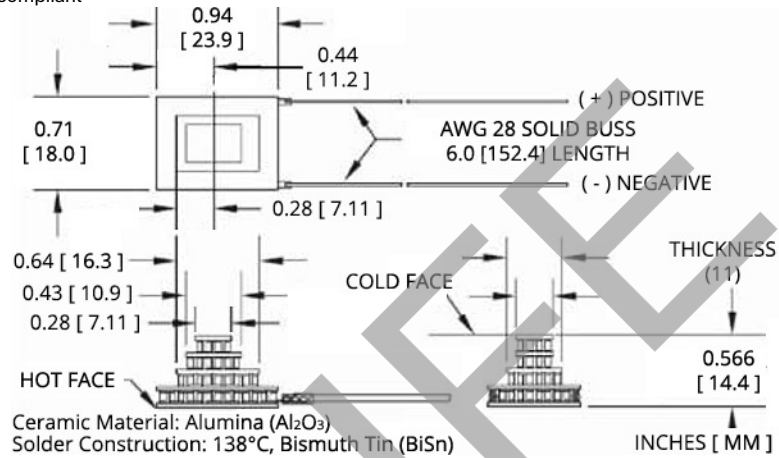 compliant
0.94
[ 23.9 ]
0.44
[ 11.2 ]
( + ) POSITIVE
0.71
[ 18.0 ]
AWG 28 SOLID BUSS
6.0 [152.4] LENGTH
( - ) NEGATIVE
0.28 [ 7.11 ]
0.64 [ 16.3 ]
0.43 [ 10.9 ]
0.28 [ 7.11 ]
COLD FACE
THICKNESS
(11)
HOT FACE
0.566
[ 14.4 ]
Ceramic Material: Alumina (Al₂O₃)
Solder Construction: 138°C, Bismuth Tin (BiSn)
INCHES [ MM ]